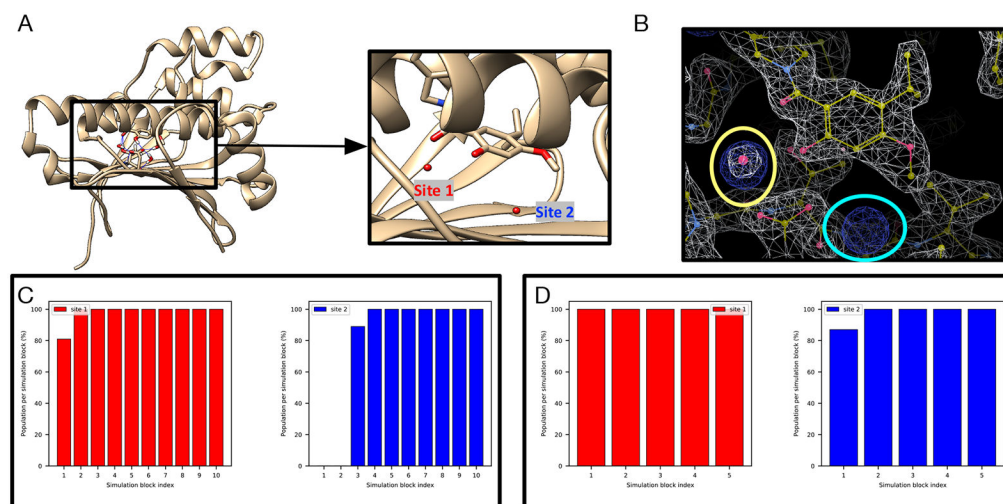 A
B
Site 1
Site 2
C
D
site 1
site 2
site 1
site 2
100
80
60
40
20
0
Population per simulation block (%)
1 2 3 4 5 6 7 8 9 10
Simulation block index
100
80
60
40
20
0
Population per simulation block (%)
1 2 3 4 5 6 7 8 9 10
Simulation block index
100
80
60
40
20
0
Population per simulation block (%)
1 2 3 4 5
Simulation block index
100
80
60
40
20
0
Population per simulation block (%)
1 2 3 4 5
Simulation block index